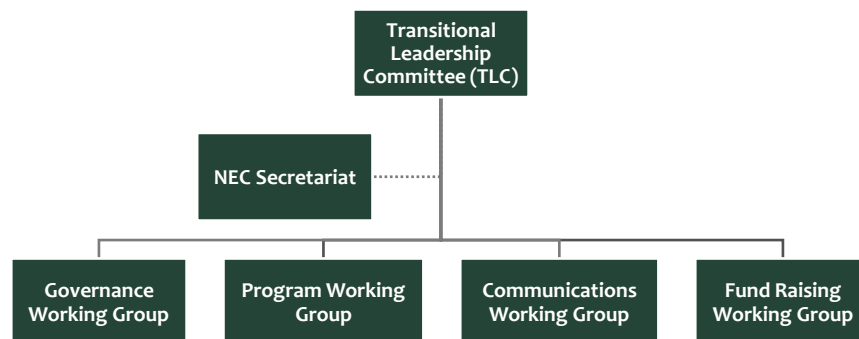 Transitional
Leadership
Committee (TLC)
NEC Secretariat
Governance
Working Group
Program Working
Group
Communications
Working Group
Fund Raising
Working Group